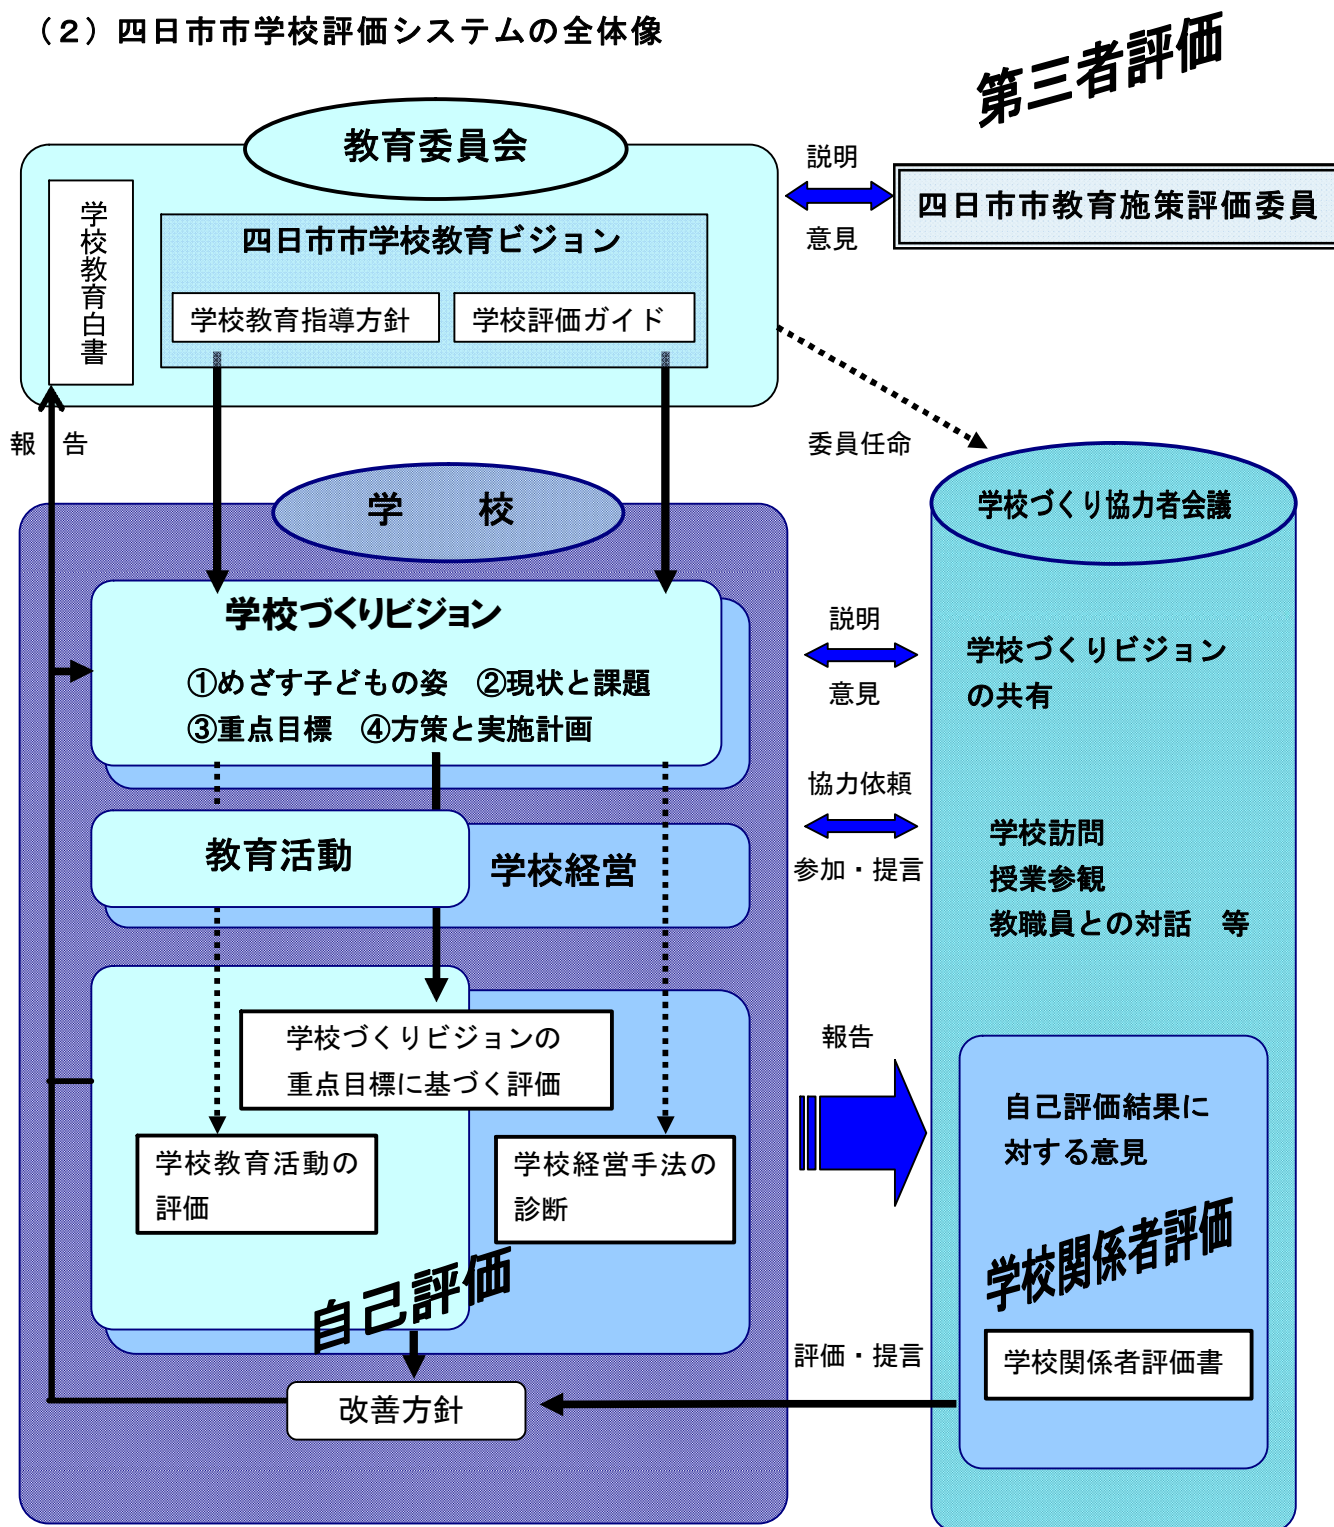 （２）四日市市学校評価システムの全体像
第三者評価
教育委員会
説明
四日市市教育施策評価委員
意見
学校教育白書
四日市市学校教育ビジョン
学校教育指導方針
学校評価ガイド
報告
委員任命
学校
学校づくり協力者会議
学校づくりビジョン
①めざす子どもの姿　②現状と課題
③重点目標　④方策と実施計画
説明
意見
学校づくりビジョン
の共有
協力依頼
参加・提言
教育活動
学校経営
学校訪問
授業参観
教職員との対話　等
学校づくりビジョンの
重点目標に基づく評価
報告
学校教育活動の
評価
学校経営手法の
診断
自己評価結果に
対する意見
自己評価
学校関係者評価
評価・提言
学校関係者評価書
改善方針